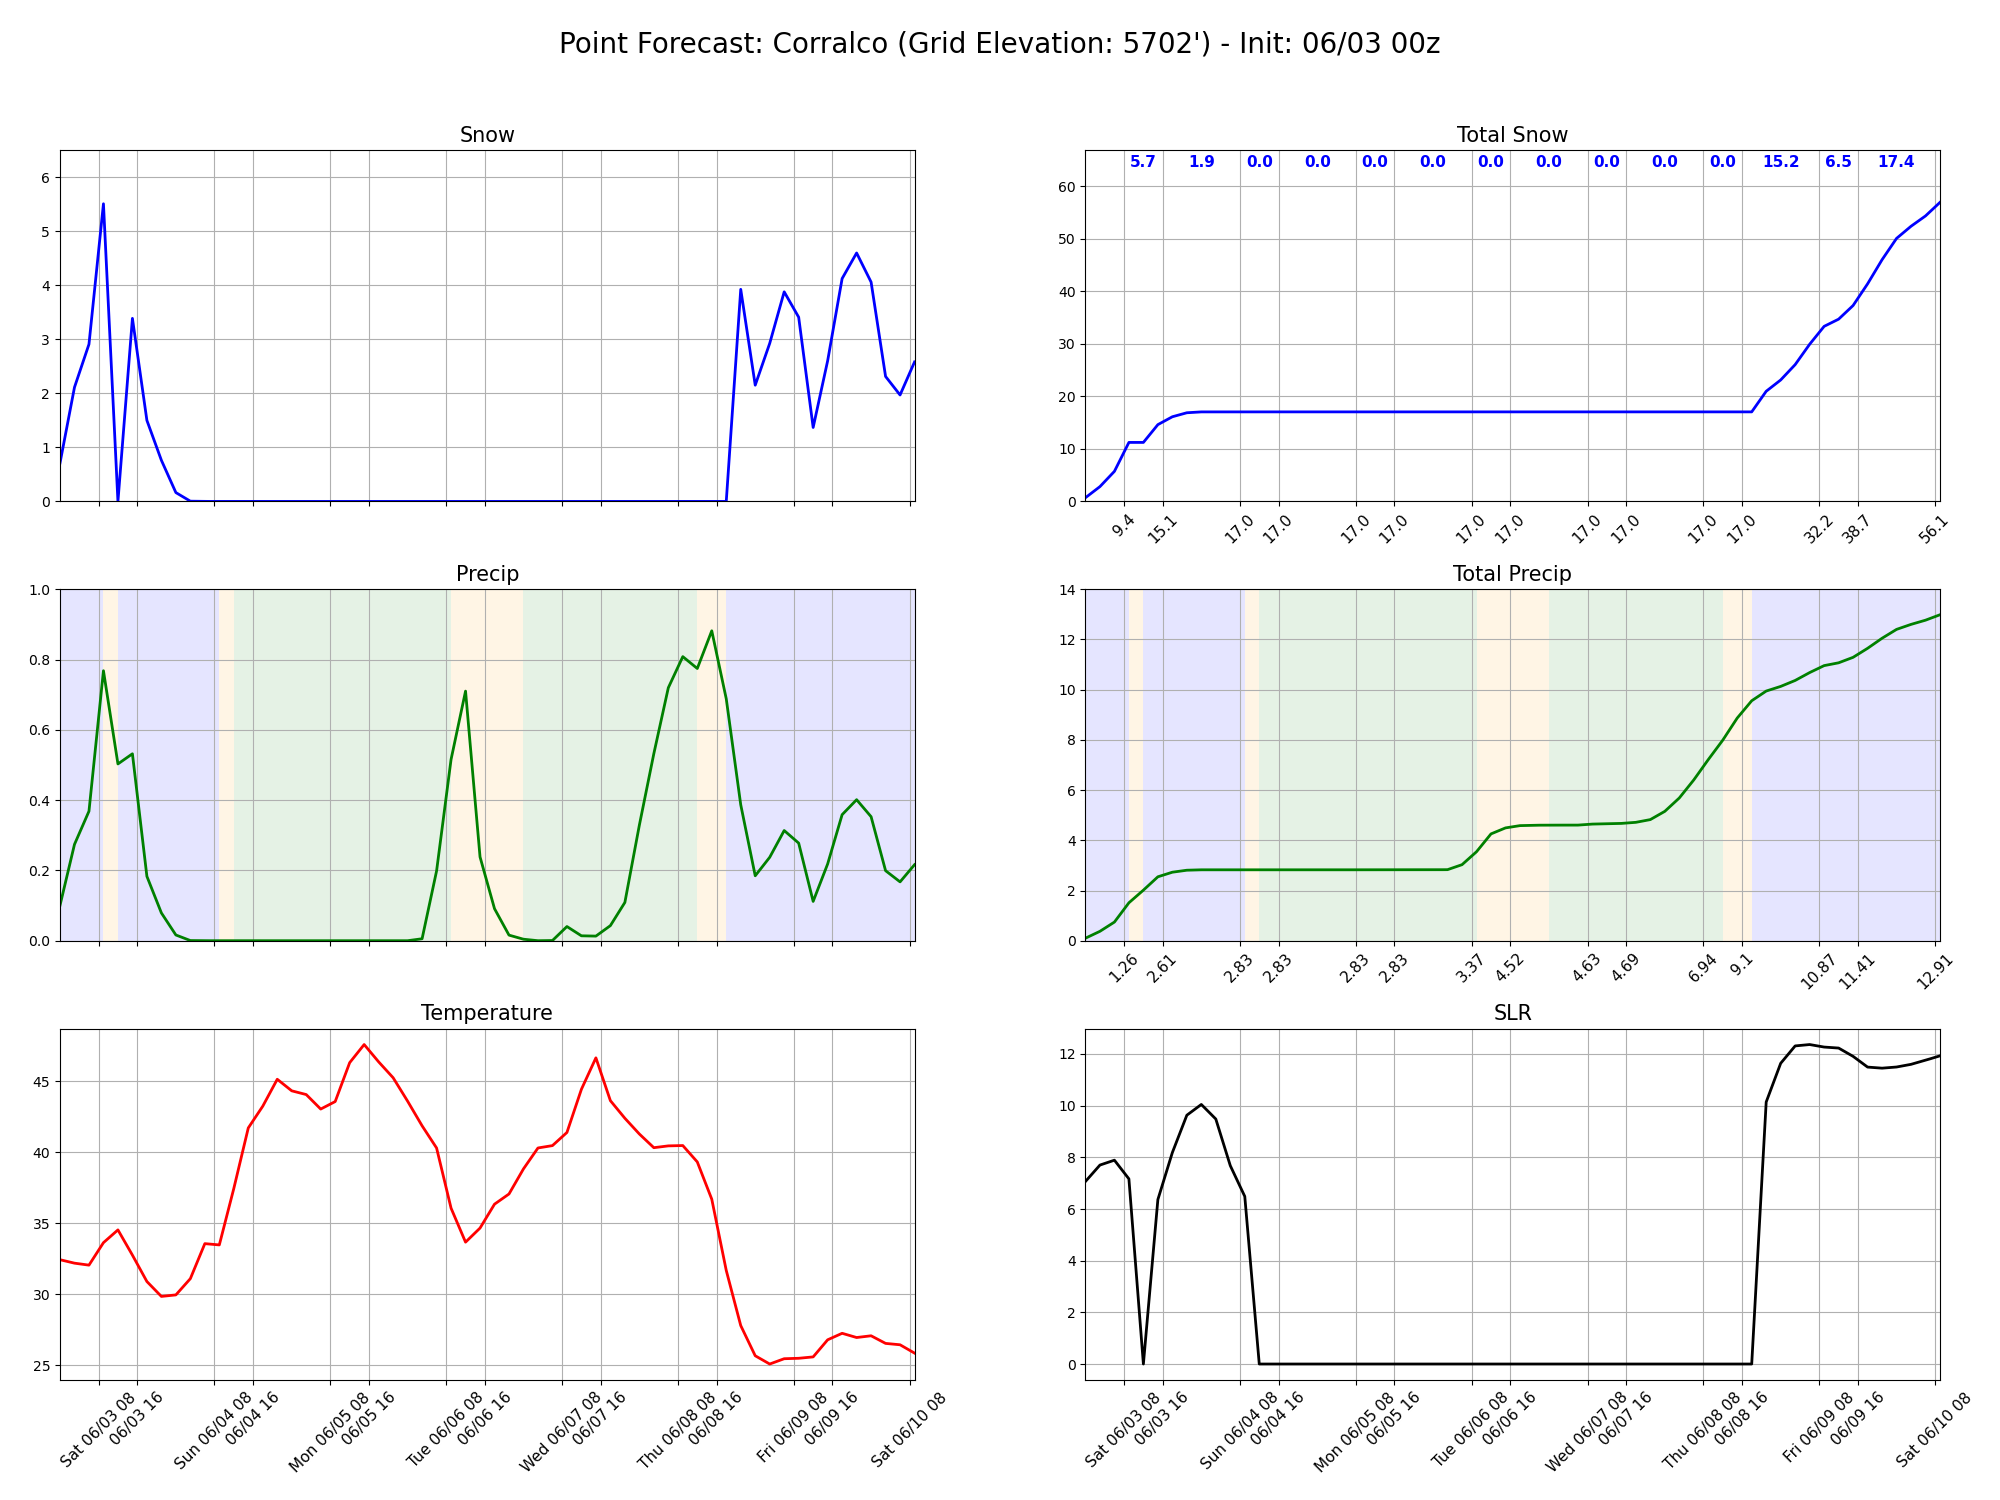 Point Forecast: Corralco (Grid Elevation: 5702') - Init: 06/03 00z
Snow
6
5
4
3
2
1
0
Total Snow
5.7 1.9 0.0 0.0 0.0 0.0 0.0 0.0 0.0 0.0 0.0 15.2 6.5 17.4
60
50
40
30
20
10
0
9.4 15.1 17.0 17.0 17.0 17.0 17.0 17.0 17.0 17.0 17.0 17.0 32.2 38.7 56.1
Precip
1.0
0.8
0.6
0.4
0.2
0.0
Total Precip
14
12
10
8
6
4
2
0
1.26 2.61 2.83 2.83 2.83 2.83 3.37 4.52 4.63 4.69 6.94 9.1 10.87 11.41 12.91
Temperature
45
40
35
30
25
Sat 06/03 08
06/03 16
Sun 06/04 08
06/04 16
Mon 06/05 08
06/05 16
Tue 06/06 08
06/06 16
Wed 06/07 08
06/07 16
Thu 06/08 08
06/08 16
Fri 06/09 08
06/09 16
Sat 06/10 08
SLR
12
10
8
6
4
2
0
Sat 06/03 08
06/03 16
Sun 06/04 08
06/04 16
Mon 06/05 08
06/05 16
Tue 06/06 08
06/06 16
Wed 06/07 08
06/07 16
Thu 06/08 08
06/08 16
Fri 06/09 08
06/09 16
Sat 06/10 08